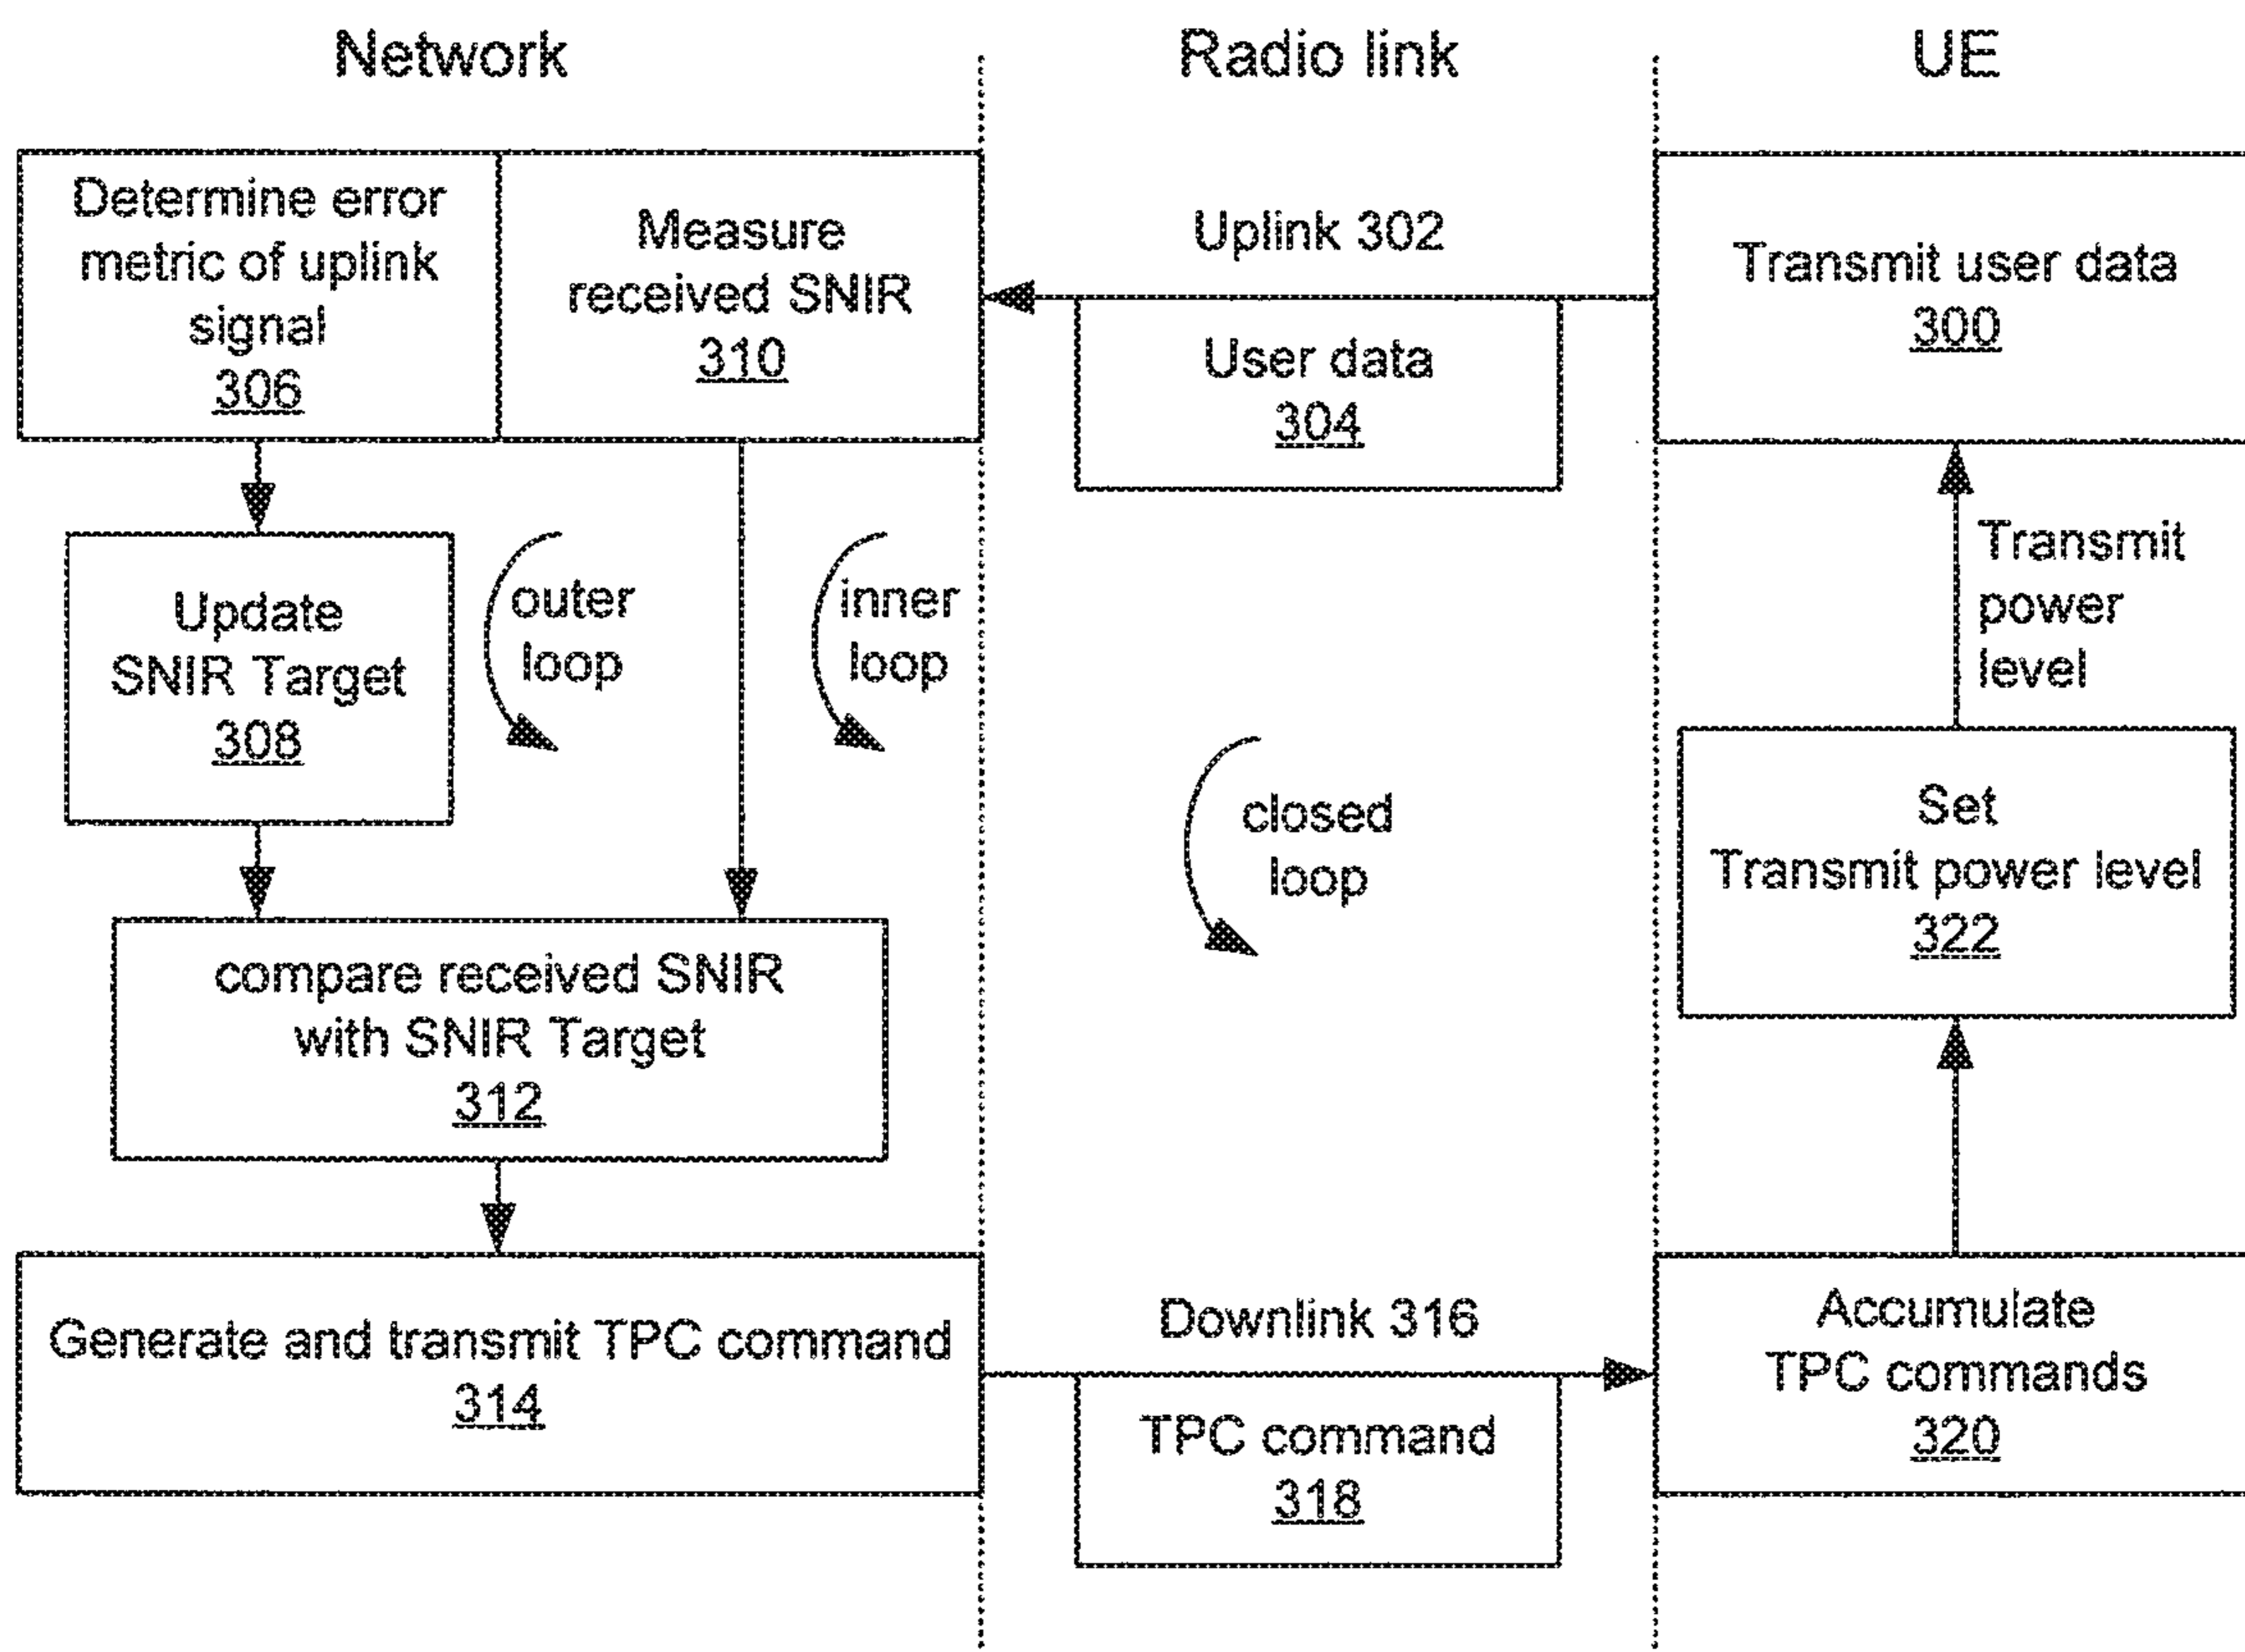 Network
Radio link
UE
Determine error
metric of uplink
signal
306
Measure
received SNIR
310
Uplink 302
User data
304
Transmit user data
300
Update
SNIR Target
308
outer
loop
inner
loop
closed
loop
Transmit
power
level
Set
Transmit power level
322
compare received SNIR
with SNIR Target
312
Generate and transmit TPC command
314
Downlink 316
TPC command
318
Accumulate
TPC commands
320